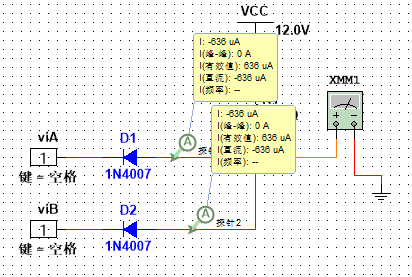 VCC
12.0V
I: -636 uA
I(峰-峰): 0 A
I(有效值): 636 uA
I(直流): -636 uA
I(频率): --
XMM1
I: -636 uA
I(峰-峰): 0 A
I(有效值): 636 uA
I(直流): -636 uA
I(频率): --
viA
D1
A
1
键 = 空格
1N4007
viB
D2
A
探针2
1
键 = 空格
1N4007